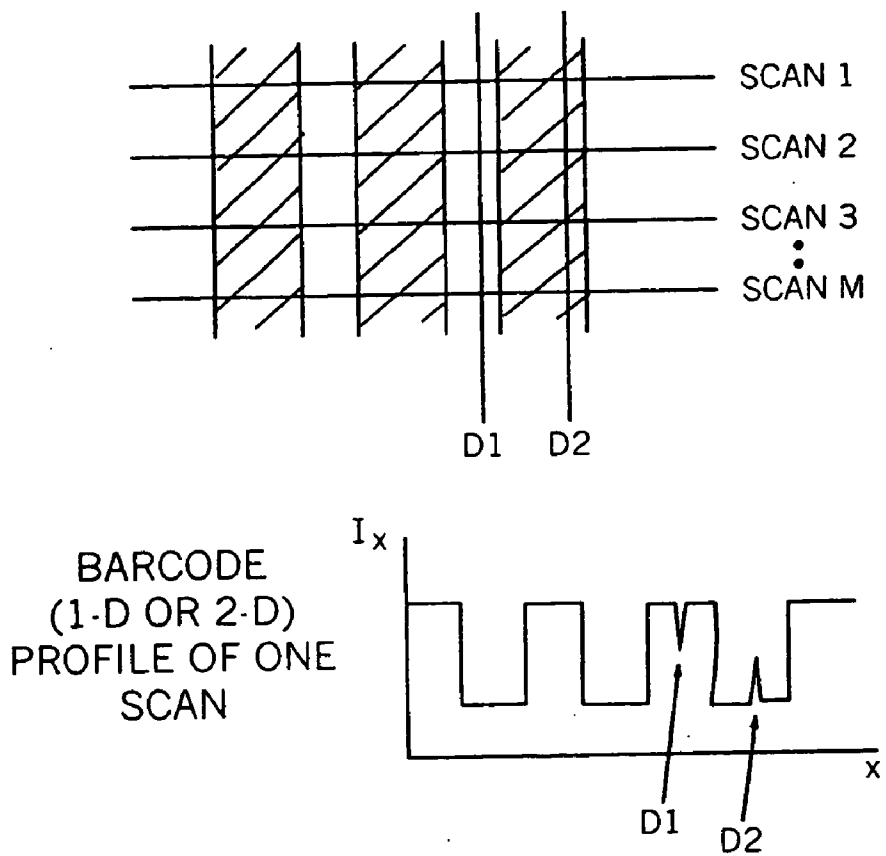 SCAN 1
SCAN 2
SCAN 3
SCAN M
D1 D2
BARCODE
(1-D OR 2-D)
PROFILE OF ONE
SCAN
Ix
x
D1
D2